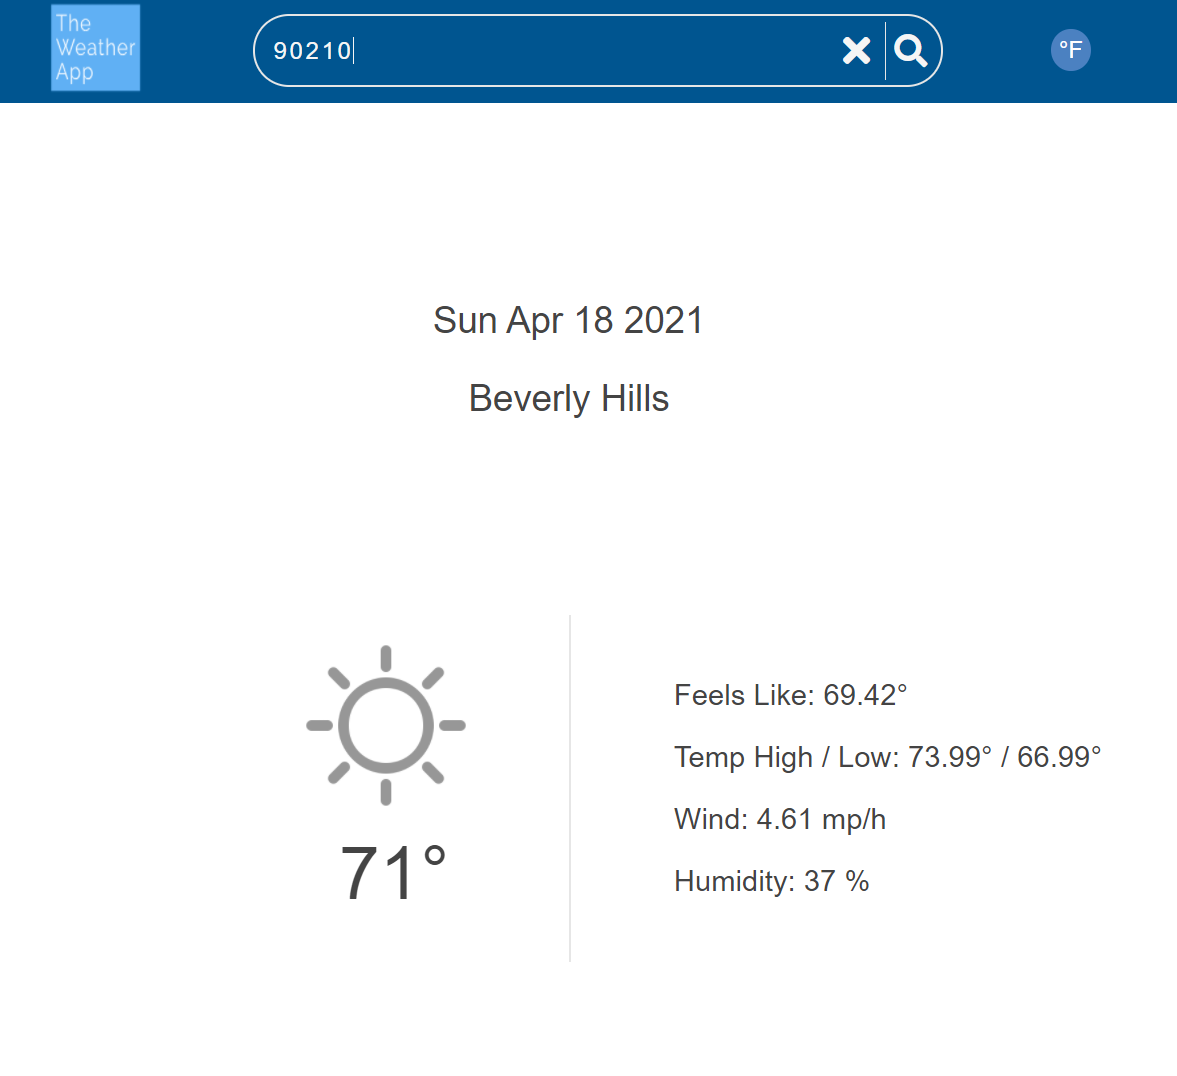 The
Weather
App
90210
°F
Sun Apr 18 2021
Beverly Hills
71°
Feels Like: 69.42°
Temp High / Low: 73.99° / 66.99°
Wind: 4.61 mp/h
Humidity: 37 %